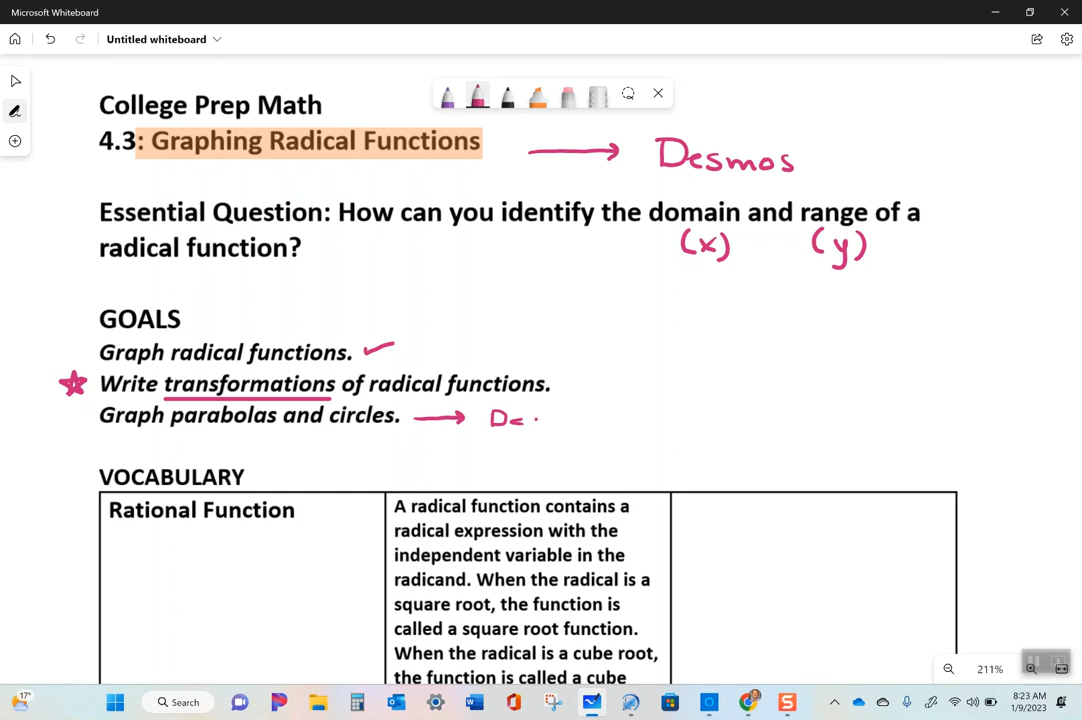 Microsoft Whiteboard
Untitled whiteboard
College Prep Math
4.3: Graphing Radical Functions → Desmos
Essential Question: How can you identify the domain and range of a
radical function?
(x) (y)
GOALS
Graph radical functions. ✓
Write transformations of radical functions.
Graph parabolas and circles. → De
VOCABULARY
Rational Function
A radical function contains a
radical expression with the
independent variable in the
radicand. When the radical is a
square root, the function is
called a square root function.
When the radical is a cube root,
the function is called a cube
211%
17°
Search
8:23 AM
1/9/2023